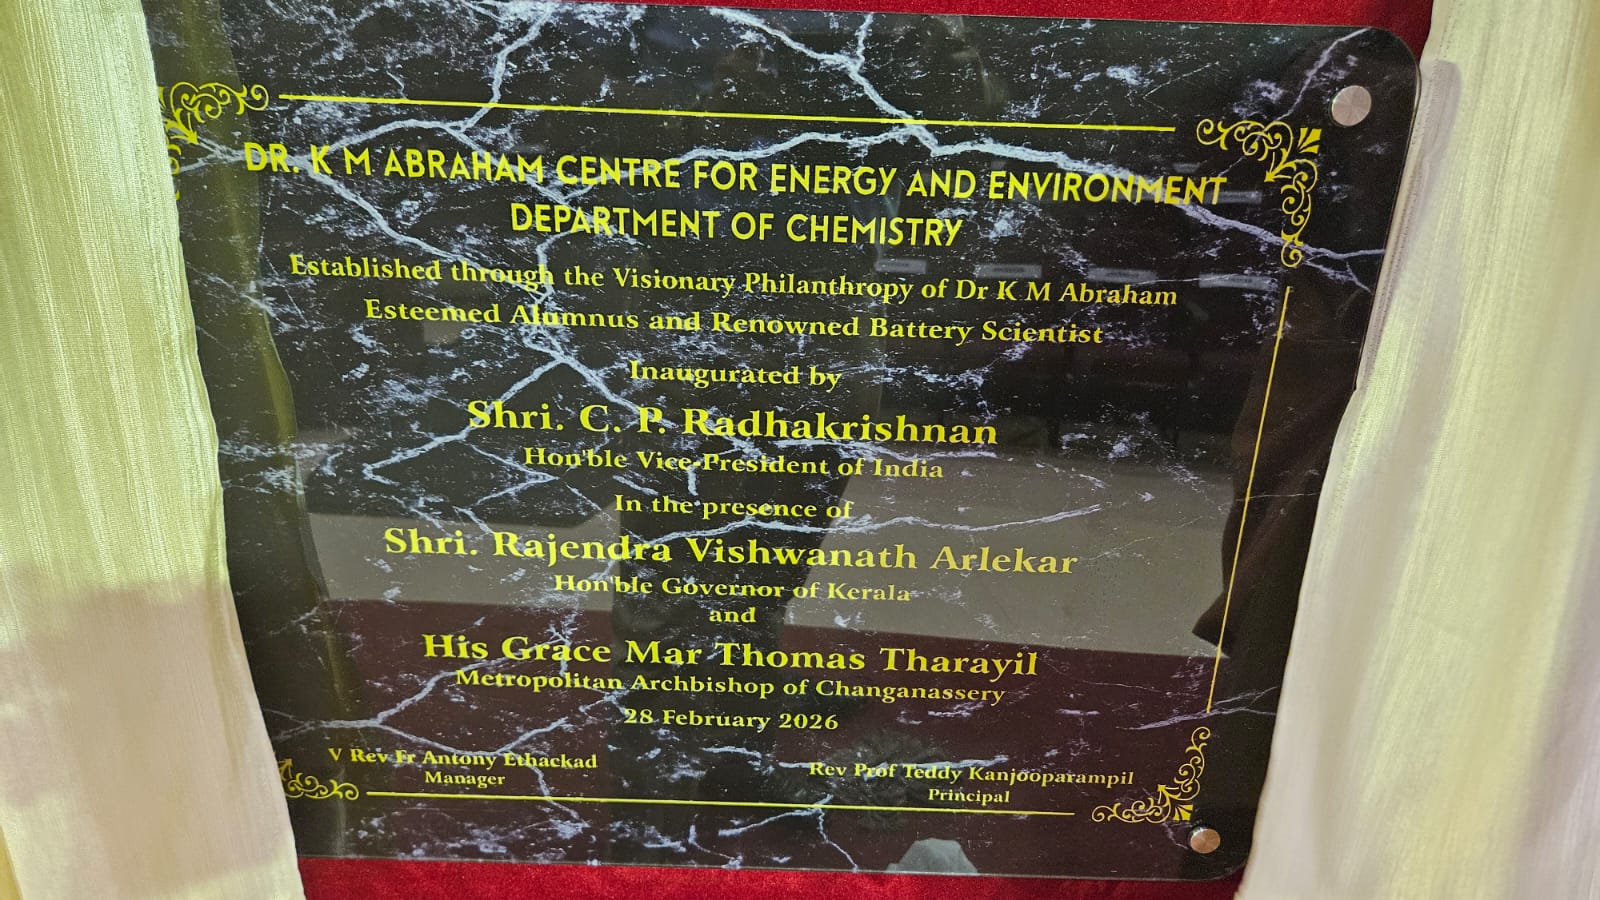 DR. K M ABRAHAM CENTRE FOR ENERGY AND ENVIRONMENT
DEPARTMENT OF CHEMISTRY
Established through the Visionary Philanthropy of Dr K M Abraham
Esteemed Alumnus and Renowned Battery Scientist
Inaugurated by
Shri. C. P. Radhakrishnan
Hon'ble Vice-President of India
In the presence of
Shri. Rajendra Vishwanath Arlekar
Hon'ble Governor of Kerala
and
His Grace Mar Thomas Tharayil
Metropolitan Archbishop of Changanassery
28 February 2026
V Rev Fr Antony Ethackad
Manager
Rev Prof Teddy Kanjooparampil
Principal